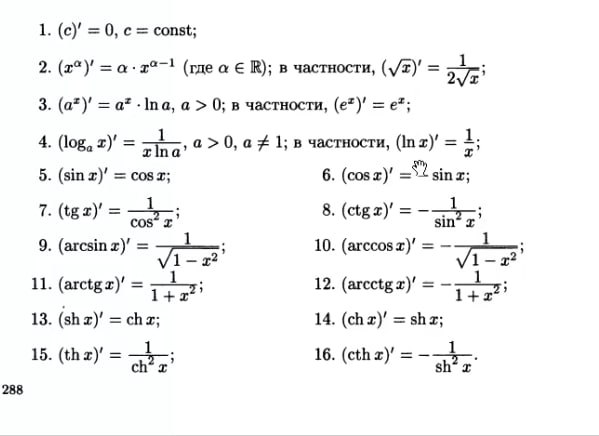 1. (c)′ = 0, c = const;
2. (x^α)′ = α · x^(α−1) (где α ∈ ℝ); в частности, (√x)′ = 1/(2√x);
3. (a^x)′ = a^x · ln a, a > 0; в частности, (e^x)′ = e^x;
4. (log_a x)′ = 1/(x ln a), a > 0, a ≠ 1; в частности, (ln x)′ = 1/x;
5. (sin x)′ = cos x; 6. (cos x)′ = sin x;
7. (tg x)′ = 1/(cos² x); 8. (ctg x)′ = −1/(sin² x);
9. (arcsin x)′ = 1/√(1 − x²); 10. (arccos x)′ = −1/√(1 − x²);
11. (arctg x)′ = 1/(1 + x²); 12. (arcctg x)′ = −1/(1 + x²);
13. (sh x)′ = ch x; 14. (ch x)′ = sh x;
15. (th x)′ = 1/(ch² x); 16. (cth x)′ = −1/(sh² x).
288